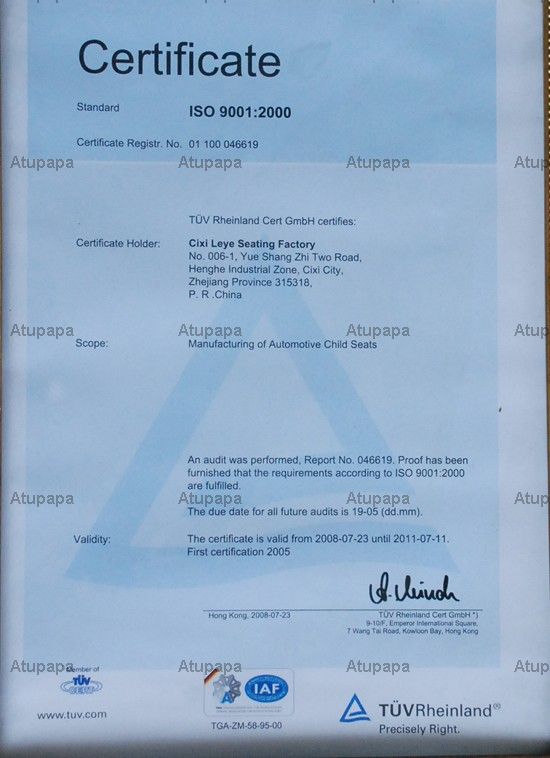 Certificate
Standard ISO 9001:2000
Certificate Registr. No. 01 100 046619
Atupapa Atupapa Atupapa Atup
TÜV Rheinland Cert GmbH certifies:
Certificate Holder: Cixi Leye Seating Factory
No. 006-1, Yue Shang Zhi Two Road,
Henghe Industrial Zone, Cixi City,
Zhejiang Province 315318,
P. R .China
Atupapa Atupapa Atupapa Atup
Scope: Manufacturing of Automotive Child Seats
An audit was performed, Report No. 046619. Proof has been
furnished that the requirements according to ISO 9001:2000
are fulfilled.
Atupapa Atupapa Atupapa Atup
The due date for all future audits is 19-05 (dd.mm).
Validity: The certificate is valid from 2008-07-23 until 2011-07-11.
First certification 2005
Hong Kong, 2008-07-23
TÜV Rheinland Cert GmbH *)
9-10/F, Emperor International Square,
7 Wang Tai Road, Kowloon Bay, Hong Kong
Atupapa Atupapa Atupapa Atup
Member of
TÜV
CERT
www.tuv.com
IAF
TGA-ZM-58-95-00
TÜVRheinland®
Precisely Right.